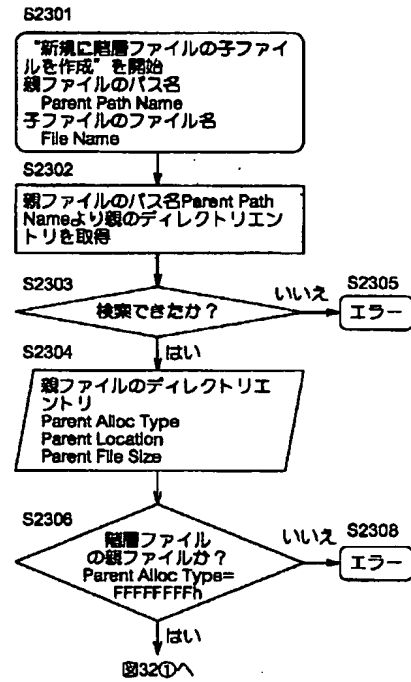 S2301
“新規に階層ファイルの子ファイ
ルを作成”を開始
親ファイルのパス名
Parent Path Name
子ファイルのファイル名
File Name
S2302
親ファイルのパス名Parent Path
Nameより親のディレクトリエン
トリを取得
S2303
検索できたか？
いいえ
S2305
エラー
S2304
はい
親ファイルのディレクトリエ
ントリ
Parent Alloc Type
Parent Location
Parent File Size
S2306
階層ファイル
の親ファイルか？
Parent Alloc Type=
FFFFFFFFh
いいえ
S2308
エラー
はい
図32①へ